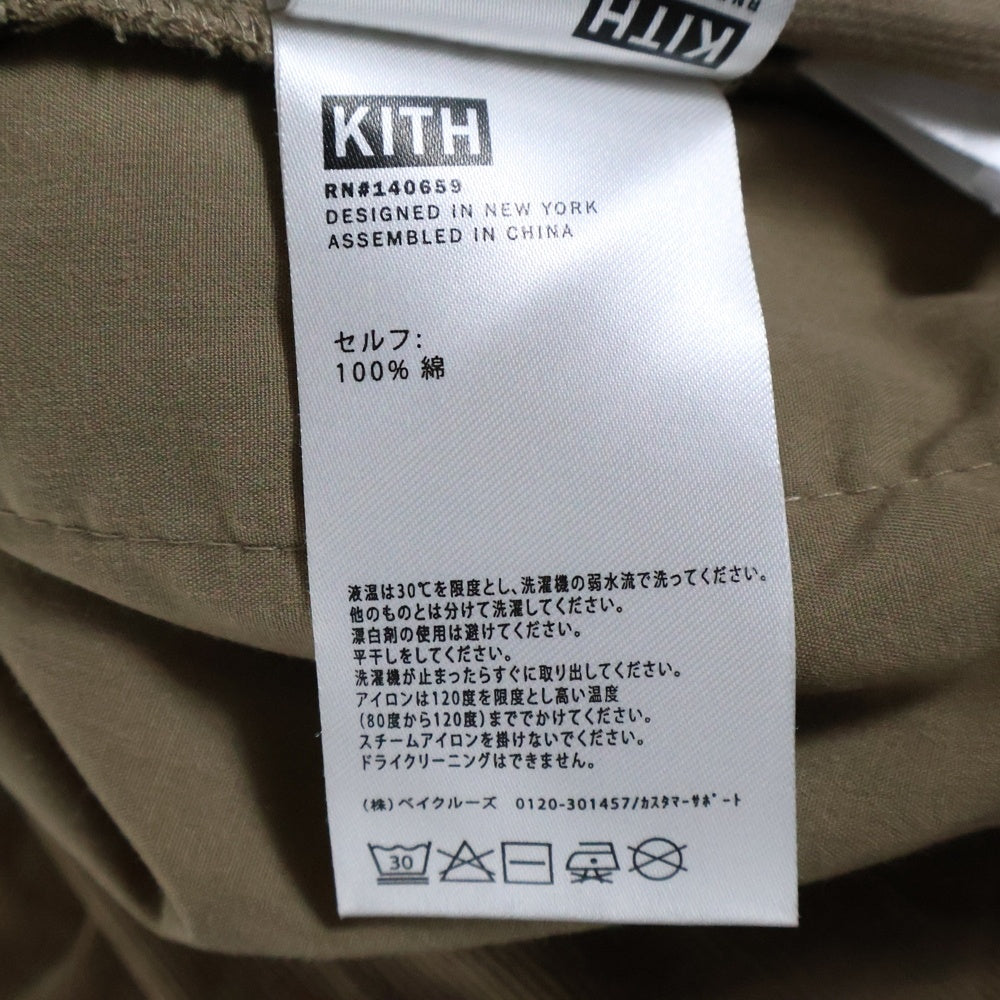 KITH
KITH
RN#140659
DESIGNED IN NEW YORK
ASSEMBLED IN CHINA
セルフ:
100% 綿
液温は30℃を限度とし、洗濯機の弱水流で洗ってください。
他のものとは分けて洗濯してください。
漂白剤の使用は避けてください。
平干しをしてください。
洗濯機が止まったらすぐに取り出してください。
アイロンは120度を限度とし高い温度
(80度から120度)まででかけてください。
スチームアイロンを掛けないでください。
ドライクリーニングはできません。
(株)ベイクルーズ 0120-301457/ｶｽﾀﾏｰｻﾎﾟｰﾄ
30